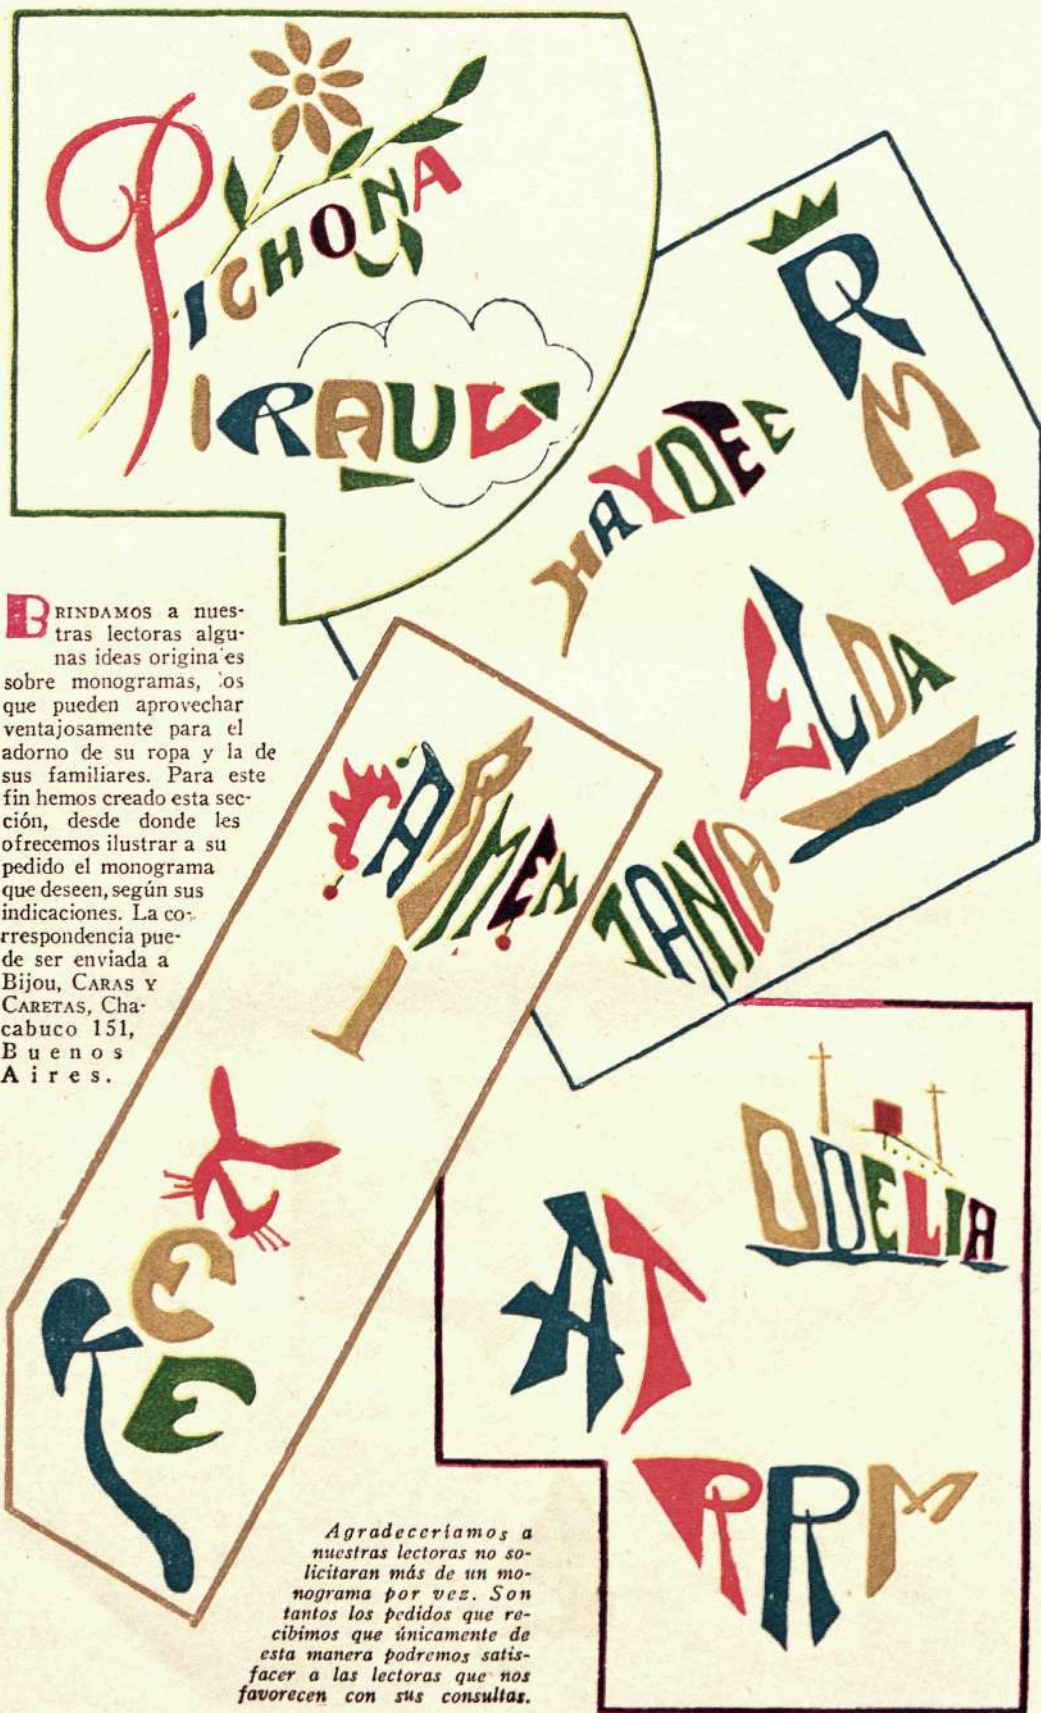 PICHONA
RAUL
RMB
HAYDEE
ELDA
BRINDAMOS a nues-
tras lectoras algu-
nas ideas origina es
sobre monogramas, los
que pueden aprovechar
ventajosamente para el
adorno de su ropa y la de
sus familiares. Para este
fin hemos creado esta sec-
ción, desde donde les
ofrecemos ilustrar a su
pedido el monograma
que deseen, según sus
indicaciones. La co-
rrespondencia pue-
de ser enviada a
Bijou, CARAS Y
CARETAS, Cha-
cabuco 151,
Buenos
Aires.
CARMEN
TANIA
ODELIA
AT
RRM
Agradeceríamos a
nuestras lectoras no so-
licitaran más de un mo-
nograma por vez. Son
tantos los pedidos que re-
cibimos que únicamente de
esta manera podremos satis-
facer a las lectoras que nos
favorecen con sus consultas.